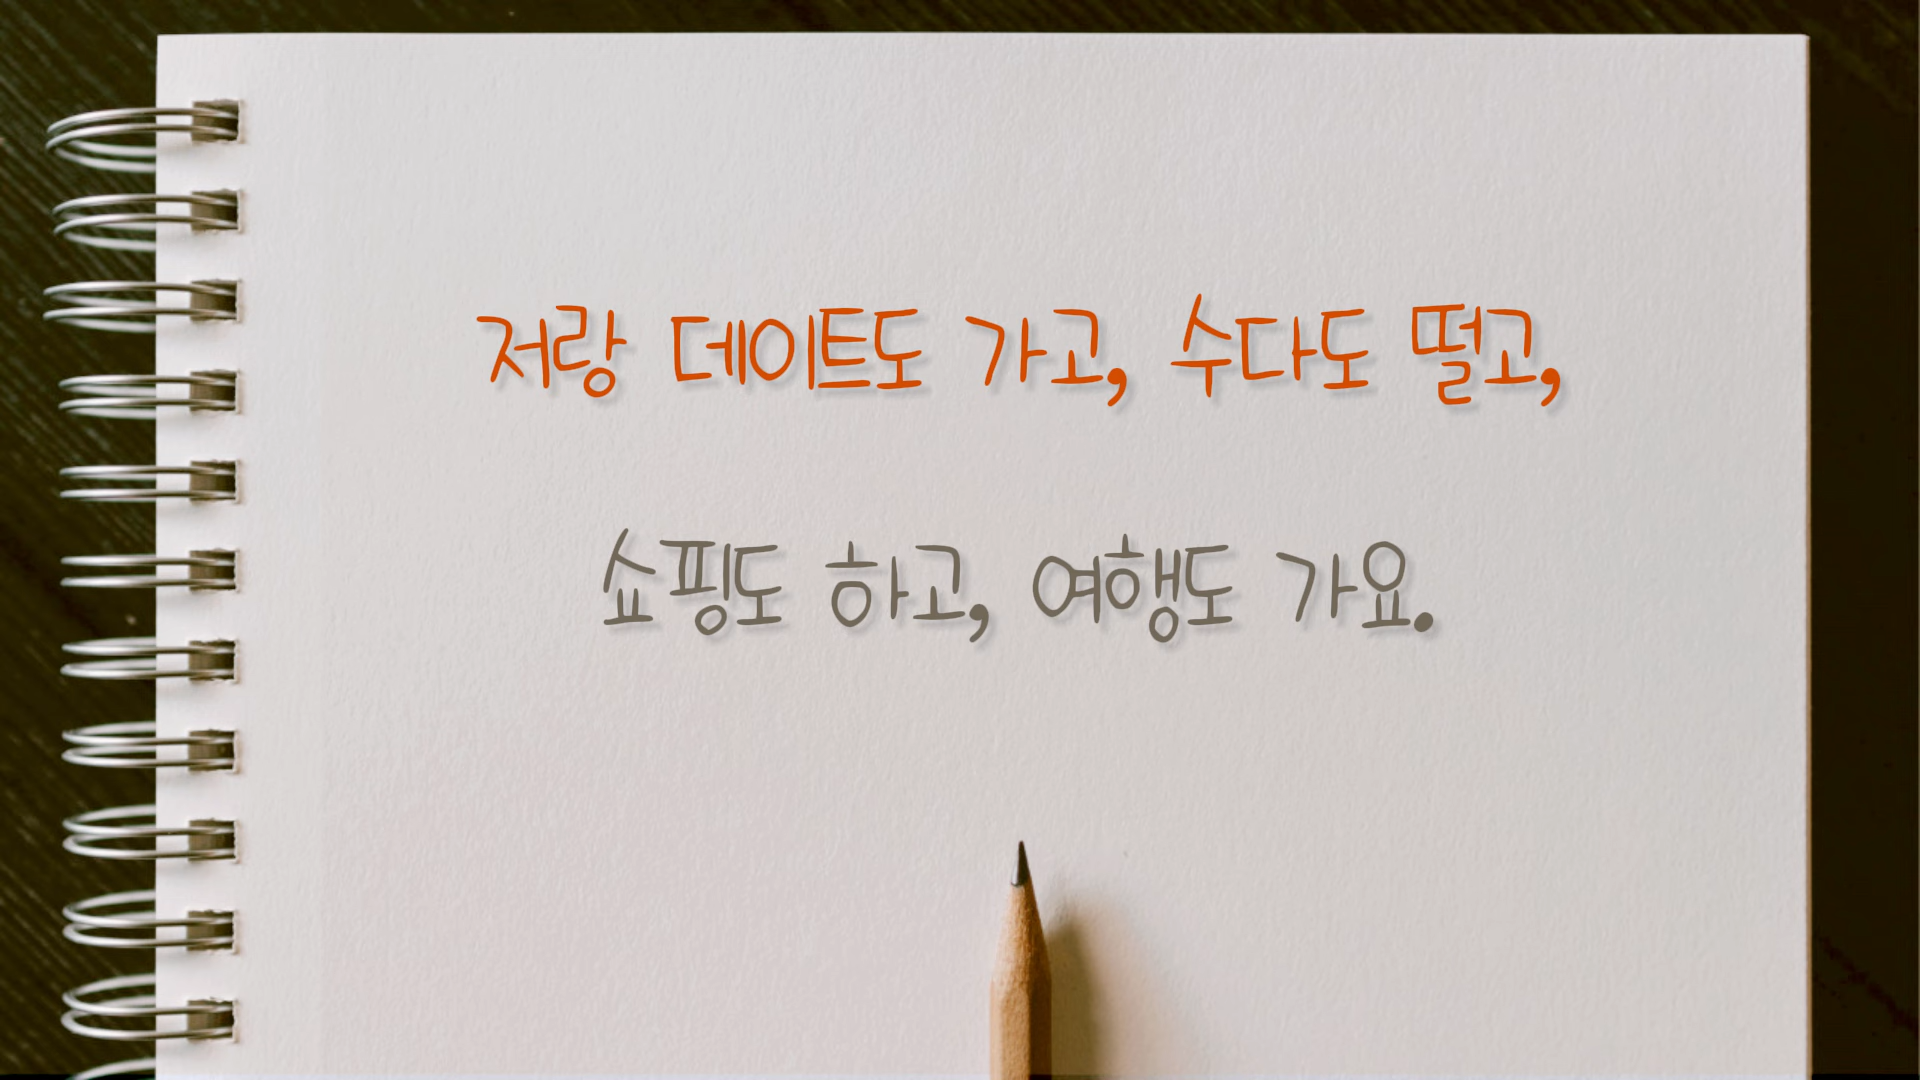 저랑 데이트도 가고, 수다도 떨고,
쇼핑도 하고, 여행도 가요.